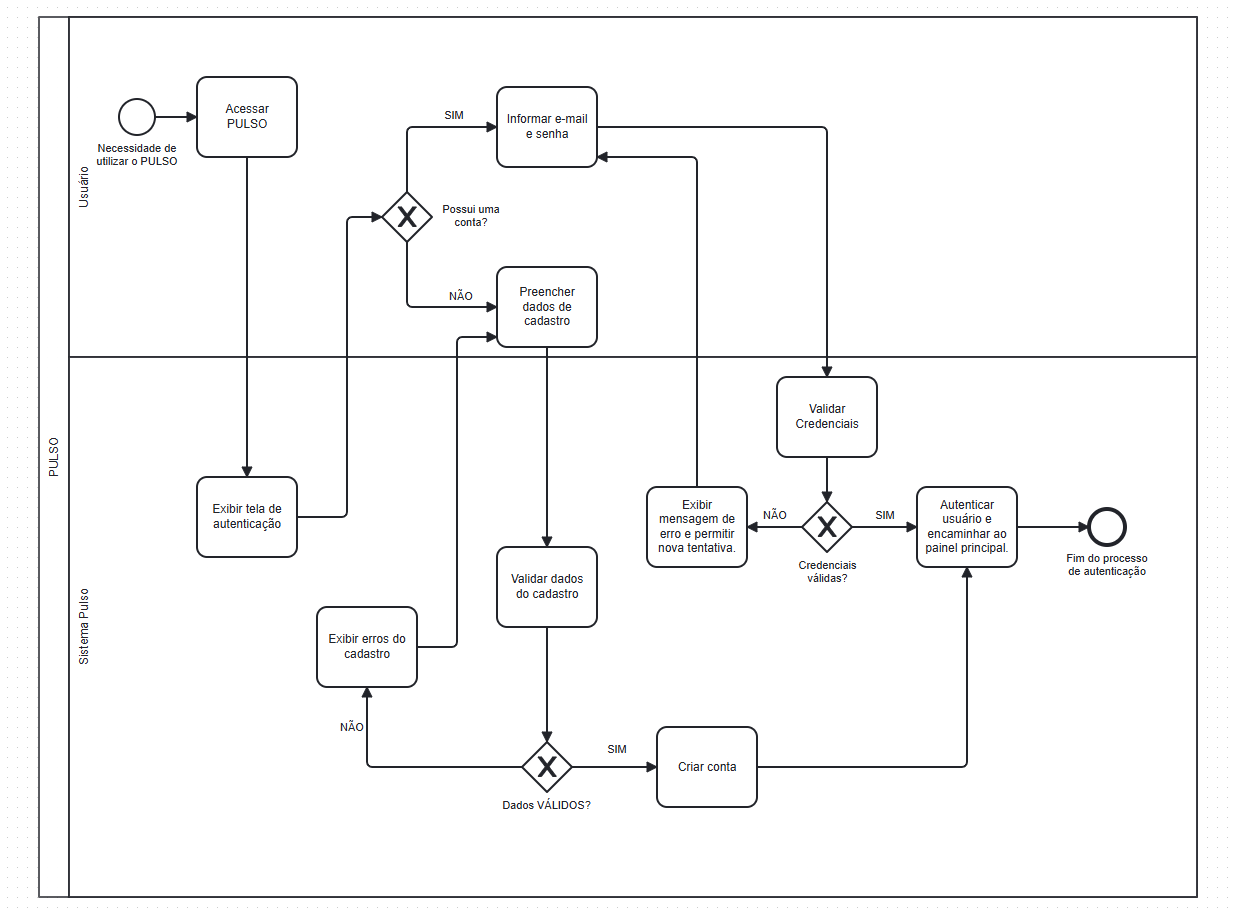 PULSO
Usuário
Necessidade de
utilizar o PULSO
Acessar
PULSO
SIM
Informar e-mail
e senha
Possui uma
conta?
NÃO
Preencher
dados de
cadastro
Sistema Pulso
Exibir tela de
autenticação
Validar
Credenciais
Exibir
mensagem de
erro e permitir
nova tentativa.
NÃO
SIM
Credenciais
válidas?
Autenticar
usuário e
encaminhar ao
painel principal.
Fim do processo
de autenticação
Validar dados
do cadastro
Exibir erros do
cadastro
NÃO
SIM
Dados VÁLIDOS?
Criar conta